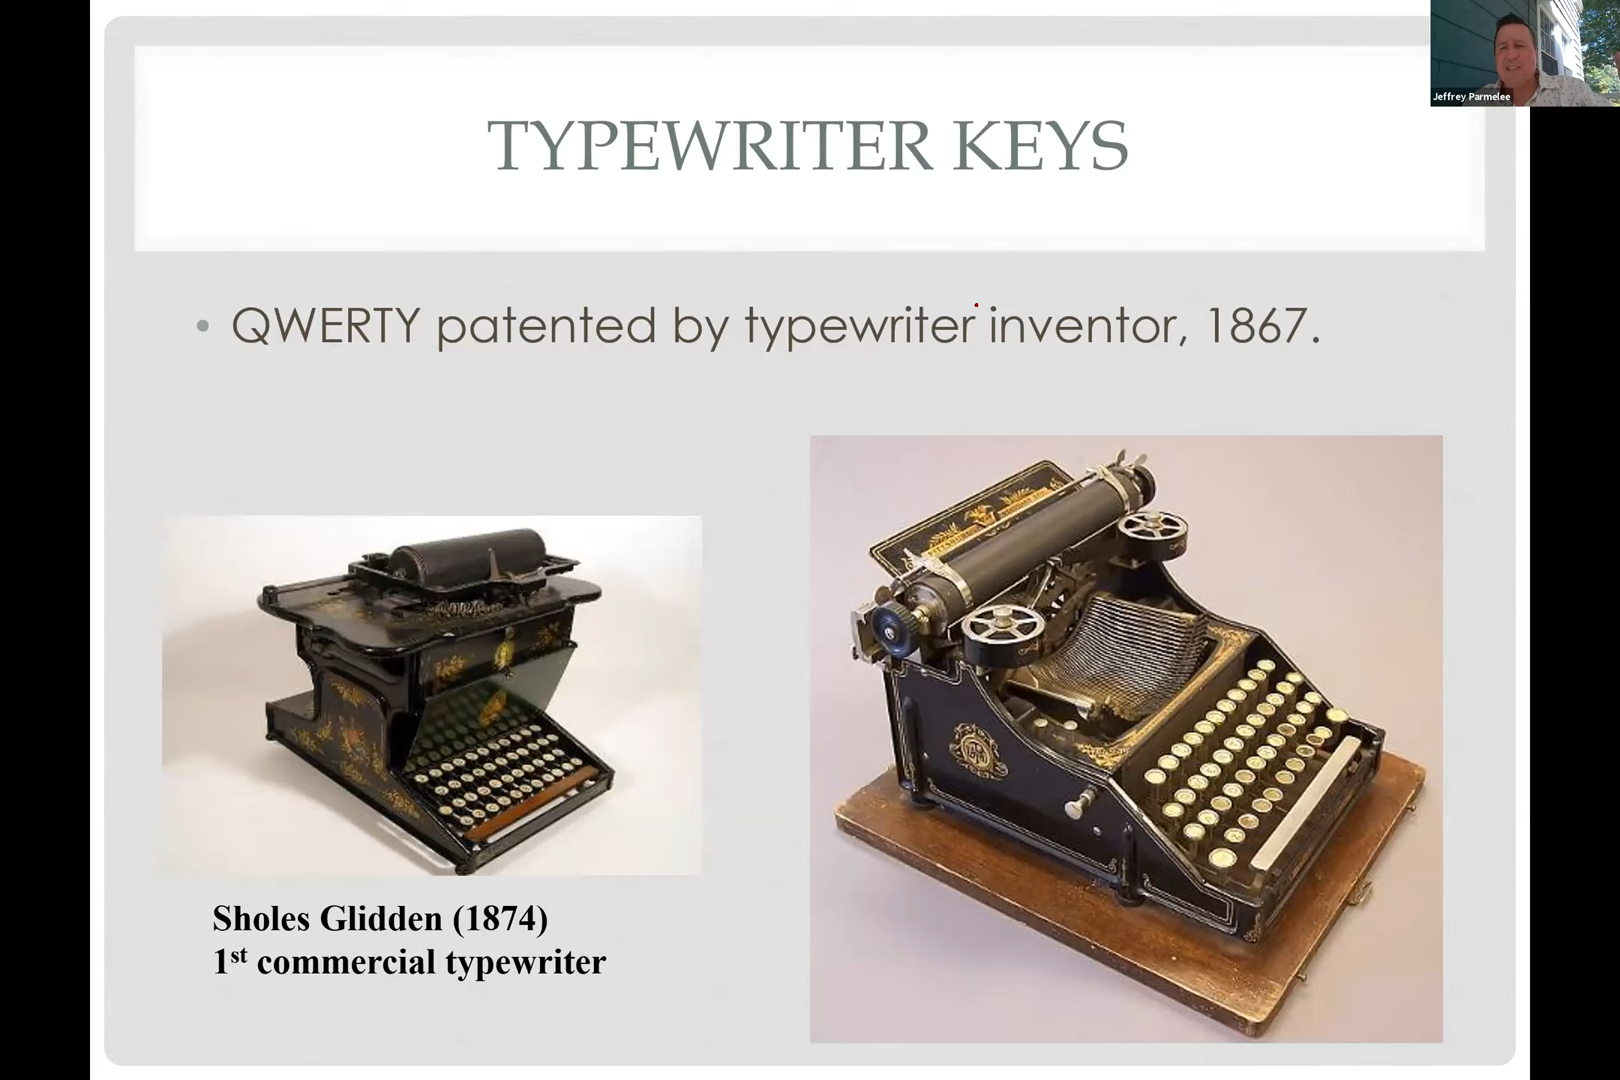 Jeffrey Parmelee
TYPEWRITER KEYS
• QWERTY patented by typewriter inventor, 1867.
Sholes Glidden (1874)
1st commercial typewriter